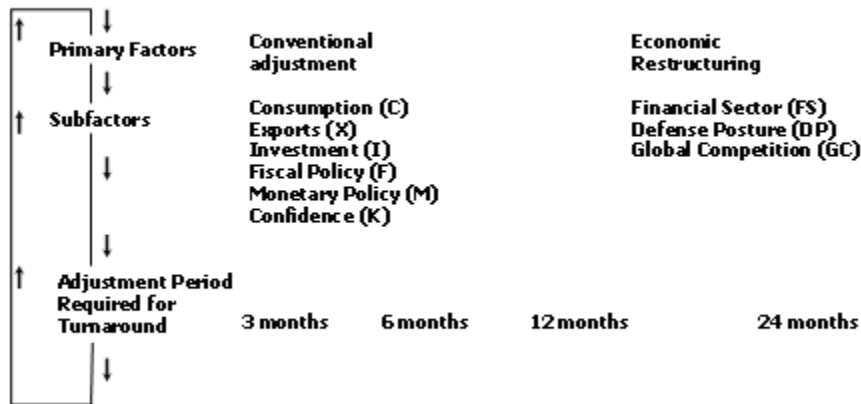 Primary Factors
Conventional
adjustment
Economic
Restructuring
Subfactors
Consumption (C)
Exports (X)
Investment (I)
Fiscal Policy (F)
Monetary Policy (M)
Confidence (K)
Financial Sector (FS)
Defense Posture (DP)
Global Competition (GC)
Adjustment Period
Required for
Turnaround
3 months 6 months 12 months 24 months